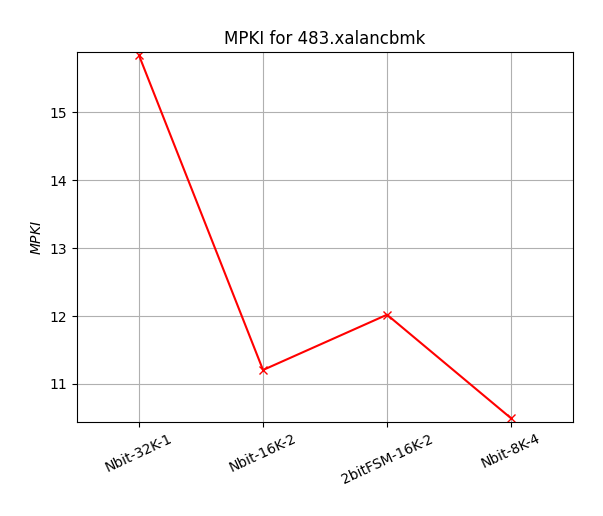 MPKI for 483.xalancbmk
15
14
13
12
11
MPKI
Nbit-32K-1
Nbit-16K-2
2bitFSM-16K-2
Nbit-8K-4